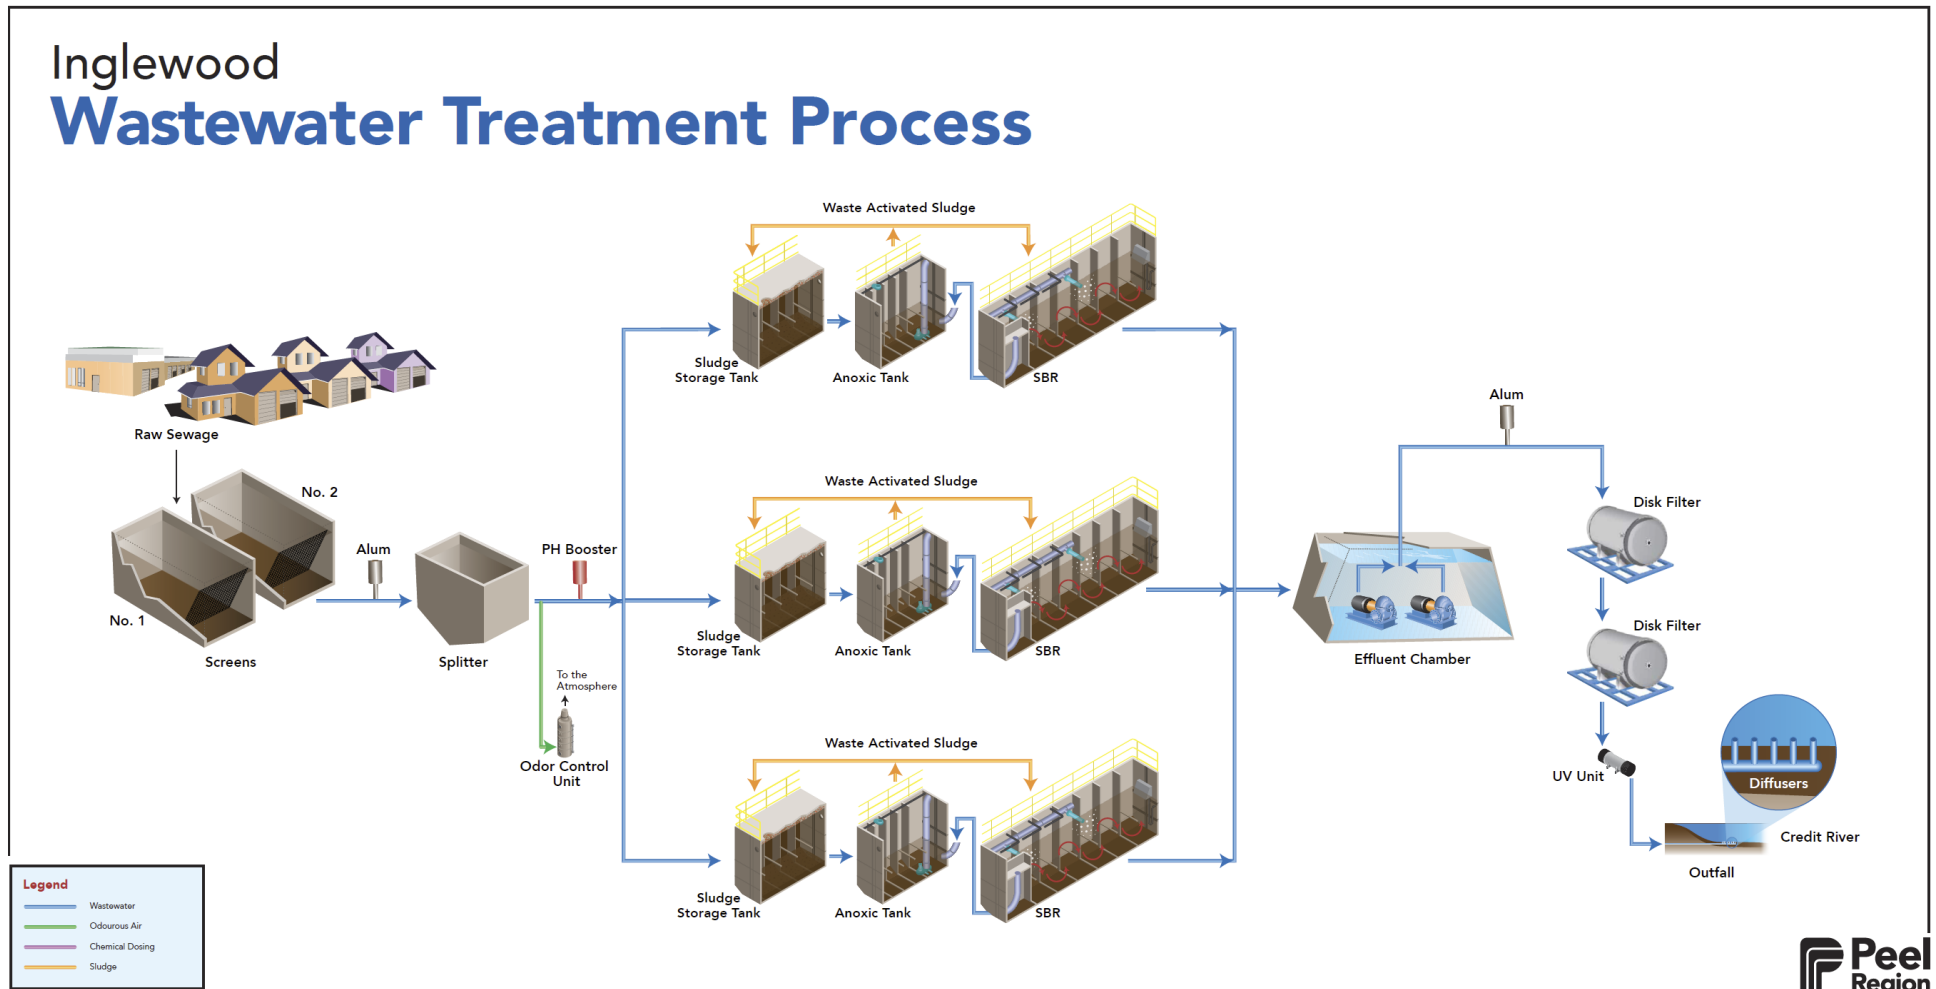 Inglewood
Wastewater Treatment Process
Waste Activated Sludge
Sludge
Storage Tank
Anoxic Tank
SBR
Raw Sewage
No. 2
No. 1
Screens
Alum
Splitter
PH Booster
To the
Atmosphere
Odor Control
Unit
Waste Activated Sludge
Sludge
Storage Tank
Anoxic Tank
SBR
Waste Activated Sludge
Sludge
Storage Tank
Anoxic Tank
SBR
Effluent Chamber
Alum
Disk Filter
Disk Filter
UV Unit
Diffusers
Credit River
Outfall
Legend
Wastewater
Odourous Air
Chemical Dosing
Sludge
Peel
Region